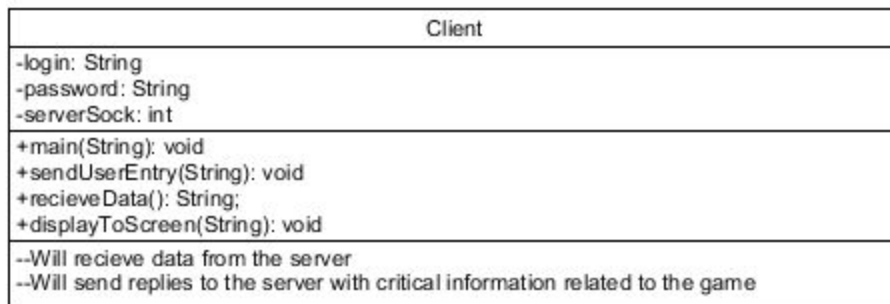 Client
-login: String
-password: String
-serverSock: int
+main(String): void
+sendUserEntry(String): void
+recieveData(): String;
+displayToScreen(String): void
--Will recieve data from the server
--Will send replies to the server with critical information related to the game